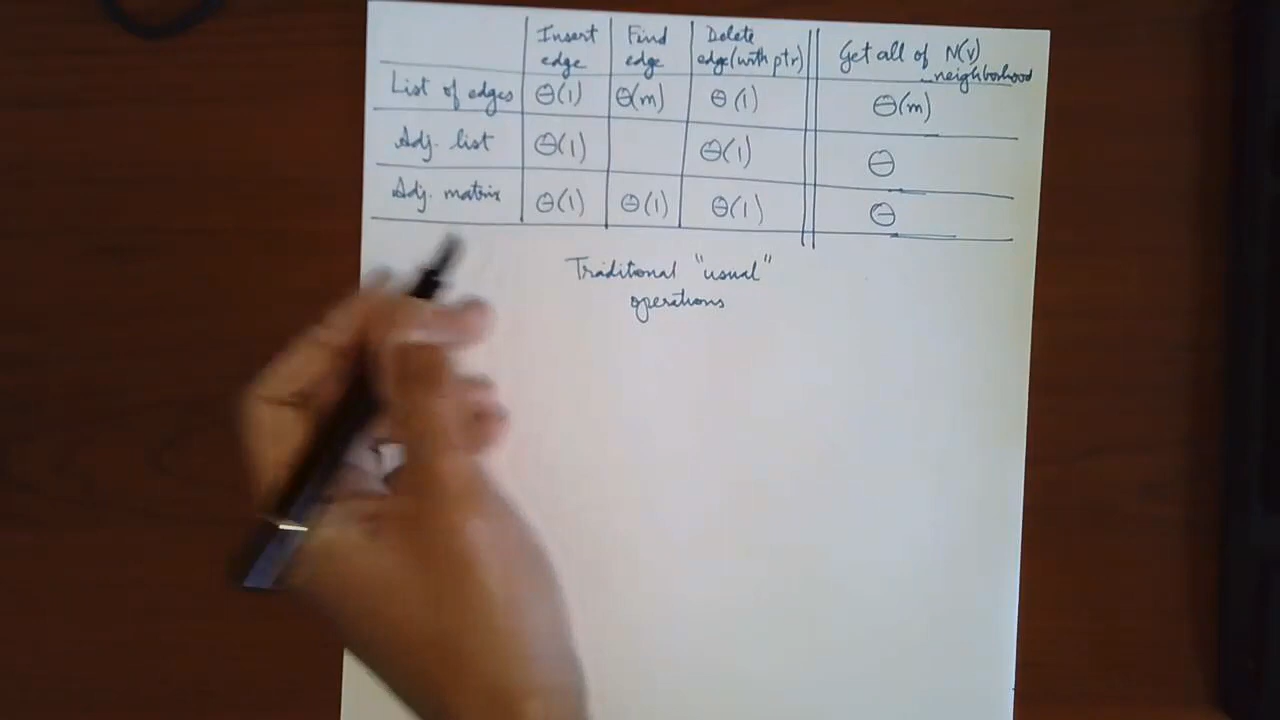 Insert edge Find edge Delete edge (with ptr) Get all of N(v) neighborhood
List of edges Θ(1) Θ(m) Θ(1) Θ(m)
Adj. list Θ(1) Θ(1) Θ
Adj. matrix Θ(1) Θ(1) Θ(1) Θ
Traditional "usual"
operations